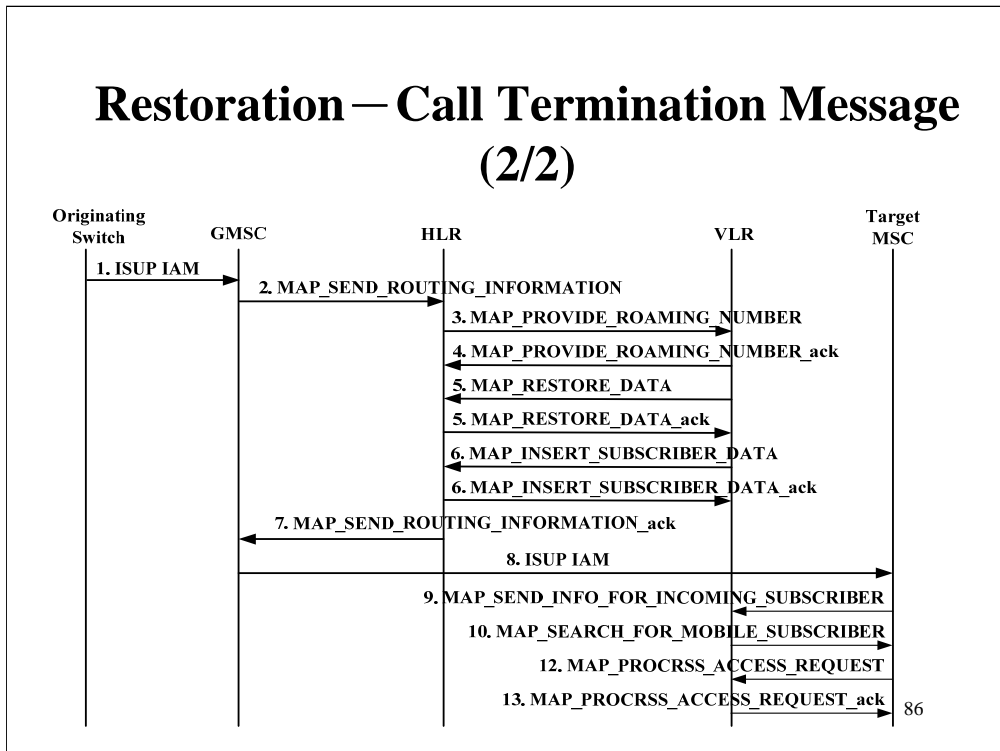 Restoration－Call Termination Message
(2/2)
Originating
Switch
GMSC
HLR
VLR
Target
MSC
1. ISUP IAM
2. MAP_SEND_ROUTING_INFORMATION
3. MAP_PROVIDE_ROAMING_NUMBER
4. MAP_PROVIDE_ROAMING_NUMBER_ack
5. MAP_RESTORE_DATA
5. MAP_RESTORE_DATA_ack
6. MAP_INSERT_SUBSCRIBER_DATA
6. MAP_INSERT_SUBSCRIBER_DATA_ack
7. MAP_SEND_ROUTING_INFORMATION_ack
8. ISUP IAM
9. MAP_SEND_INFO_FOR_INCOMING_SUBSCRIBER
10. MAP_SEARCH_FOR_MOBILE_SUBSCRIBER
12. MAP_PROCRSS_ACCESS_REQUEST
13. MAP_PROCRSS_ACCESS_REQUEST_ack
86